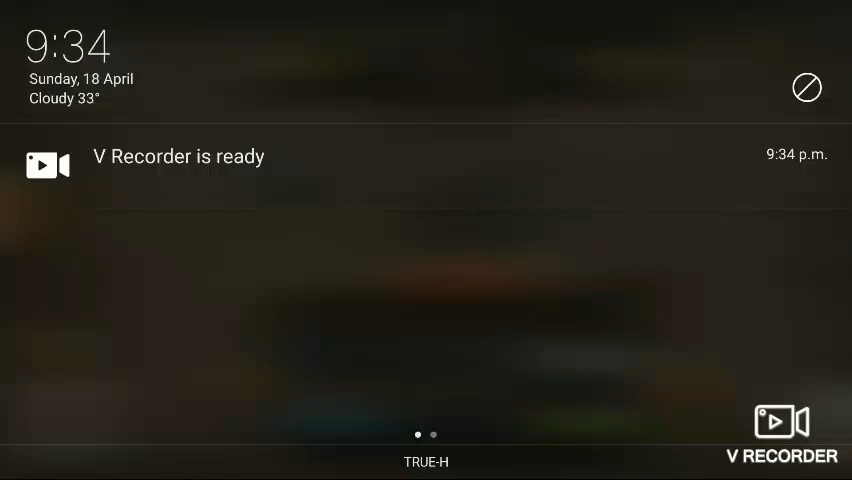 9:34
Sunday, 18 April
Cloudy 33°
V Recorder is ready
9:34 p.m.
TRUE-H
V RECORDER